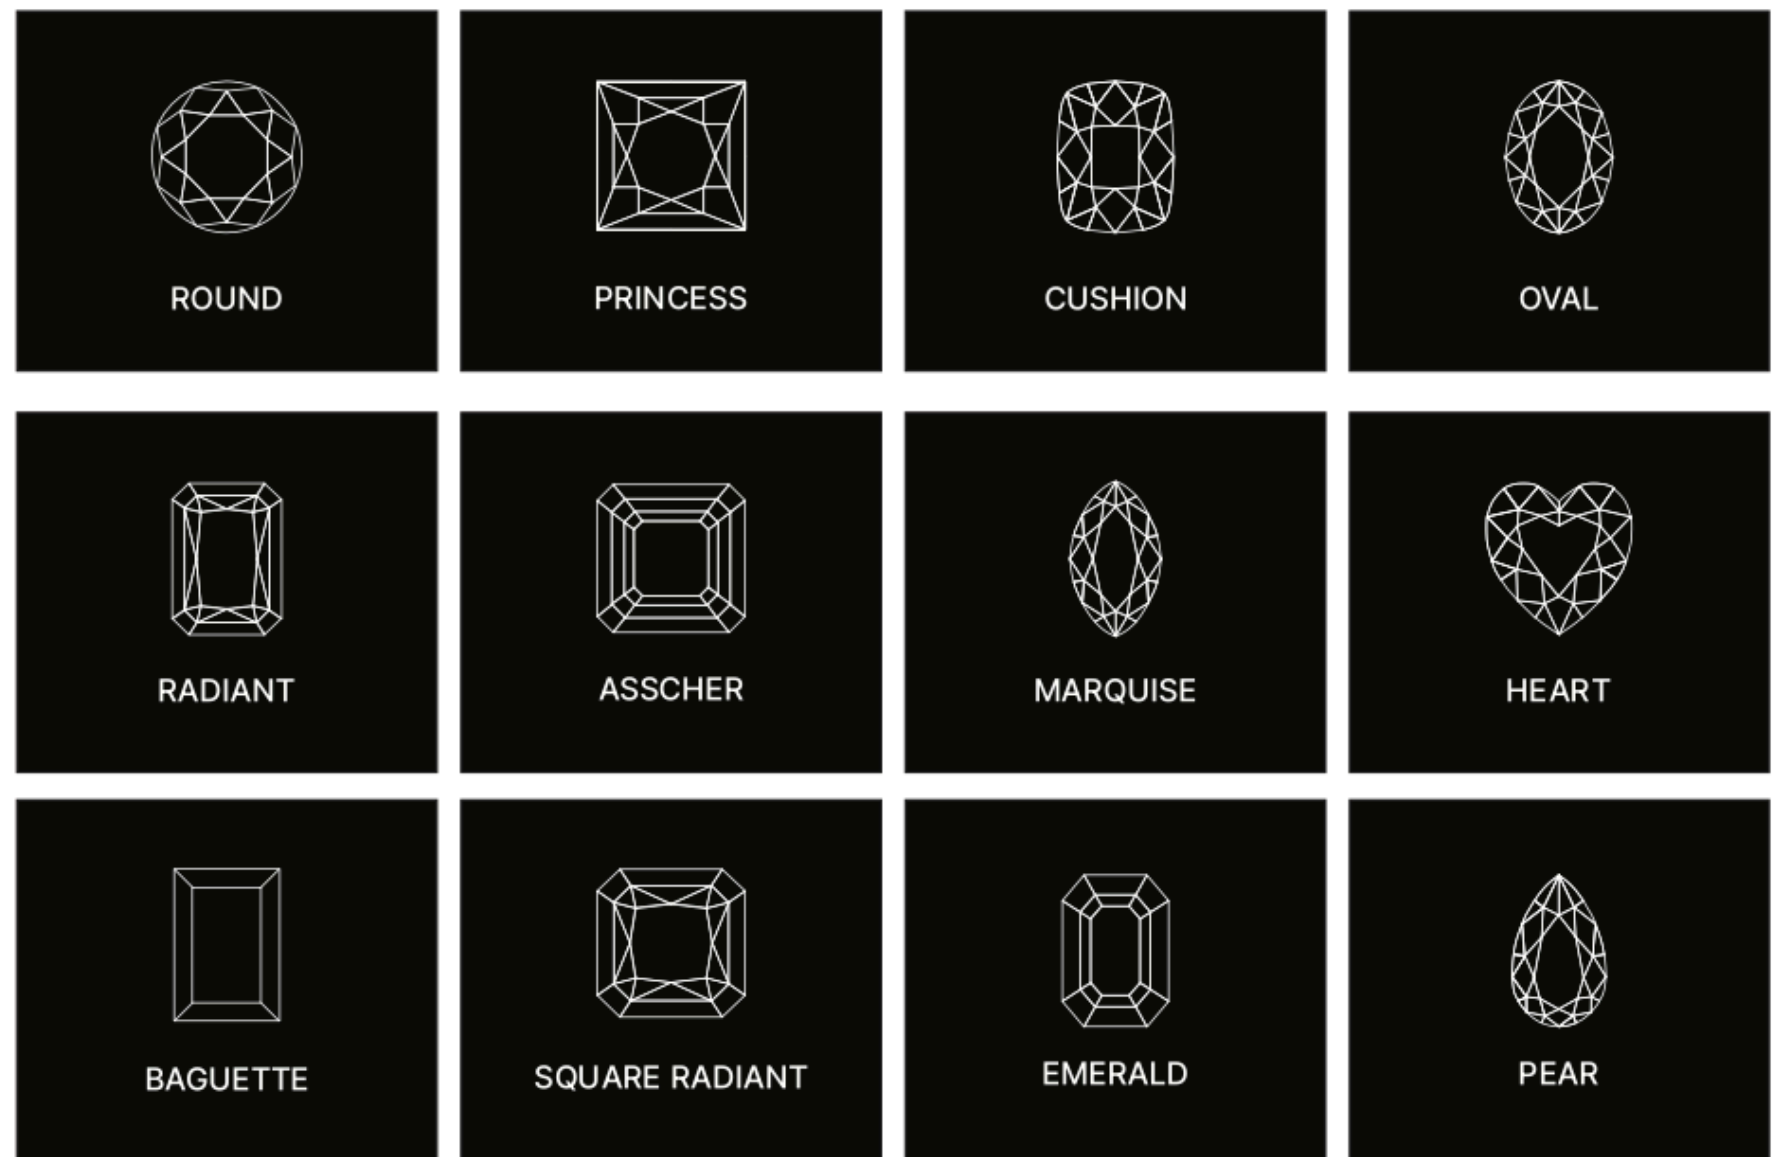 ROUND
PRINCESS
CUSHION
OVAL
RADIANT
ASSCHER
MARQUISE
HEART
BAGUETTE
SQUARE RADIANT
EMERALD
PEAR